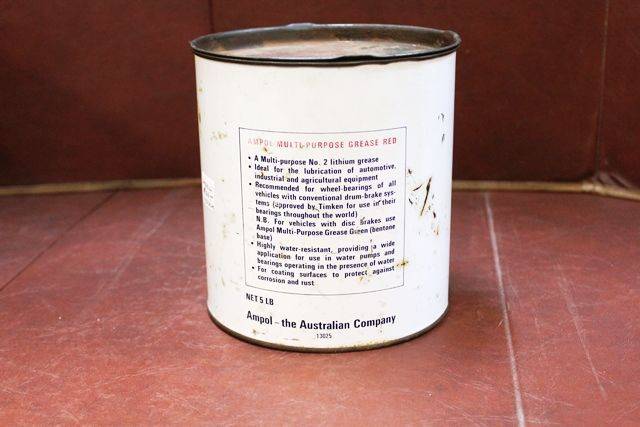 AMPOL MULTI-PURPOSE GREASE RED
• A Multi-purpose No. 2 lithium grease
• Ideal for the lubrication of automotive,
industrial and agricultural equipment
• Recommended for wheel-bearings of all
vehicles with conventional drum-brake sys-
tems (approved by Timken for use in their
bearings throughout the world)
N.B. For vehicles with disc brakes use
Ampol Multi-Purpose Grease Green (bentone
base)
• Highly water-resistant, providing a wide
application for use in water pumps and
bearings operating in the presence of water
• For coating surfaces to protect against
corrosion and rust
NET 5 LB
Ampol - the Australian Company
13025